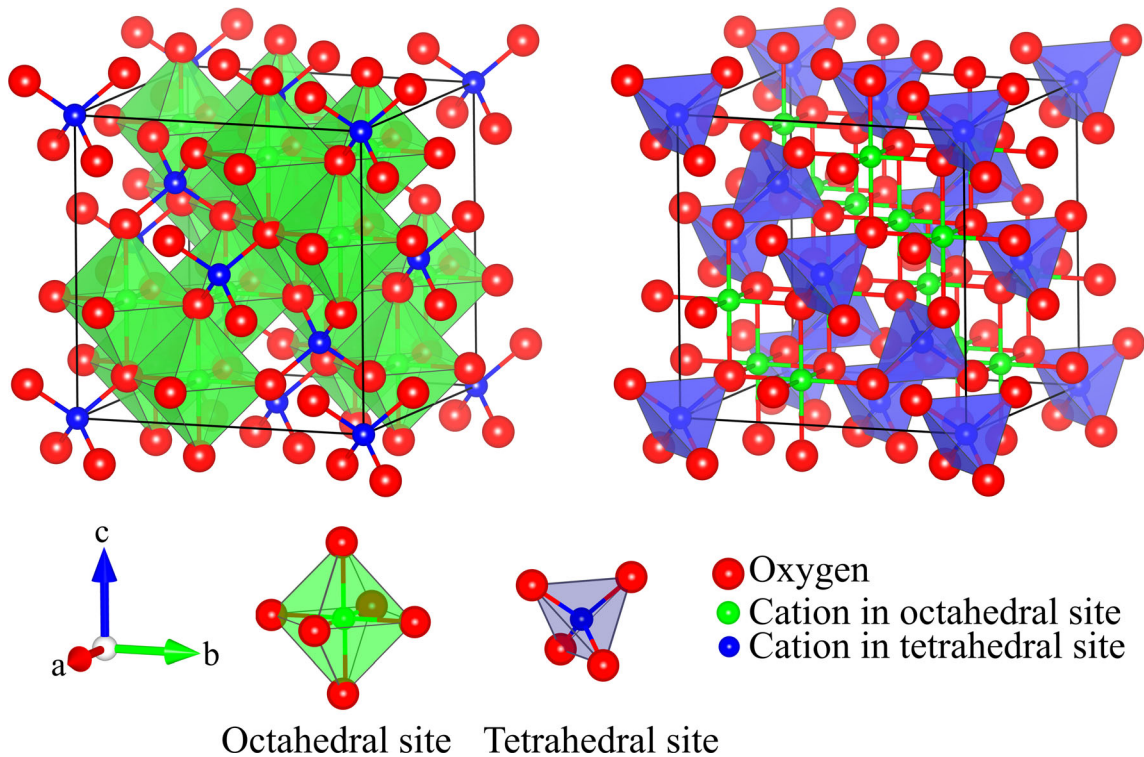 c
a
b
Octahedral site
Tetrahedral site
Oxygen
Cation in octahedral site
Cation in tetrahedral site